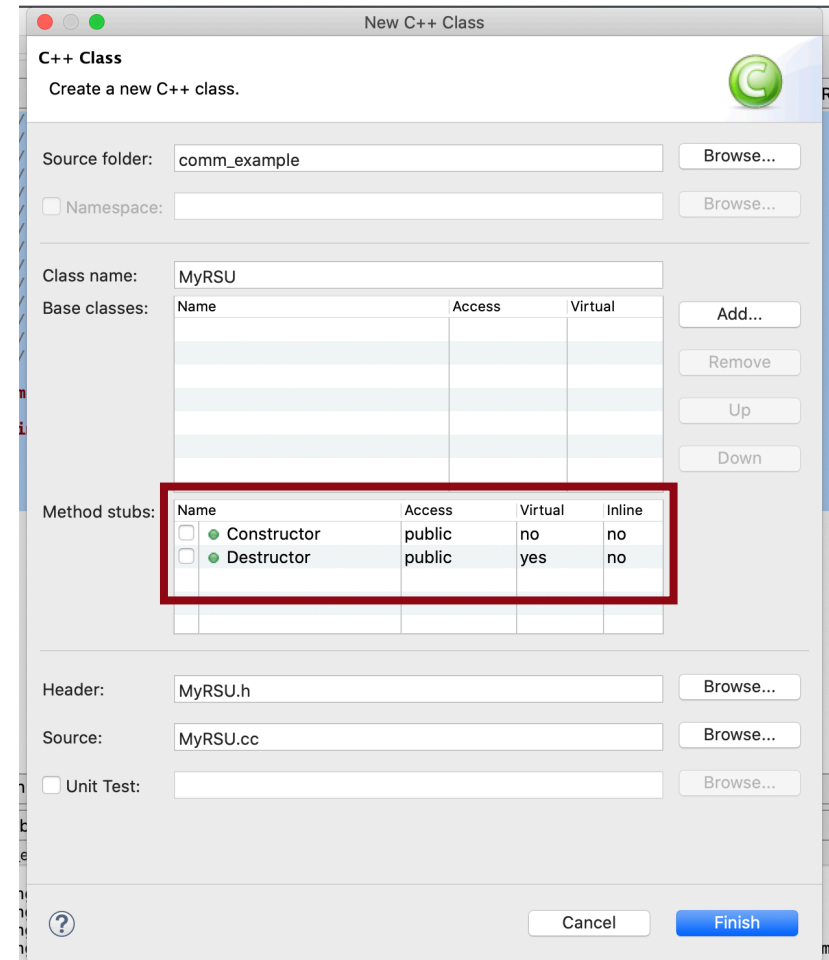 New C++ Class
C++ Class
Create a new C++ class.
Source folder: comm_example Browse...
Namespace: Browse...
Class name: MyRSU
Base classes: Name Access Virtual
Add...
Remove
Up
Down
Method stubs: Name Access Virtual Inline
Constructor public no no
Destructor public yes no
Header: MyRSU.h Browse...
Source: MyRSU.cc Browse...
Unit Test: Browse...
? Cancel Finish